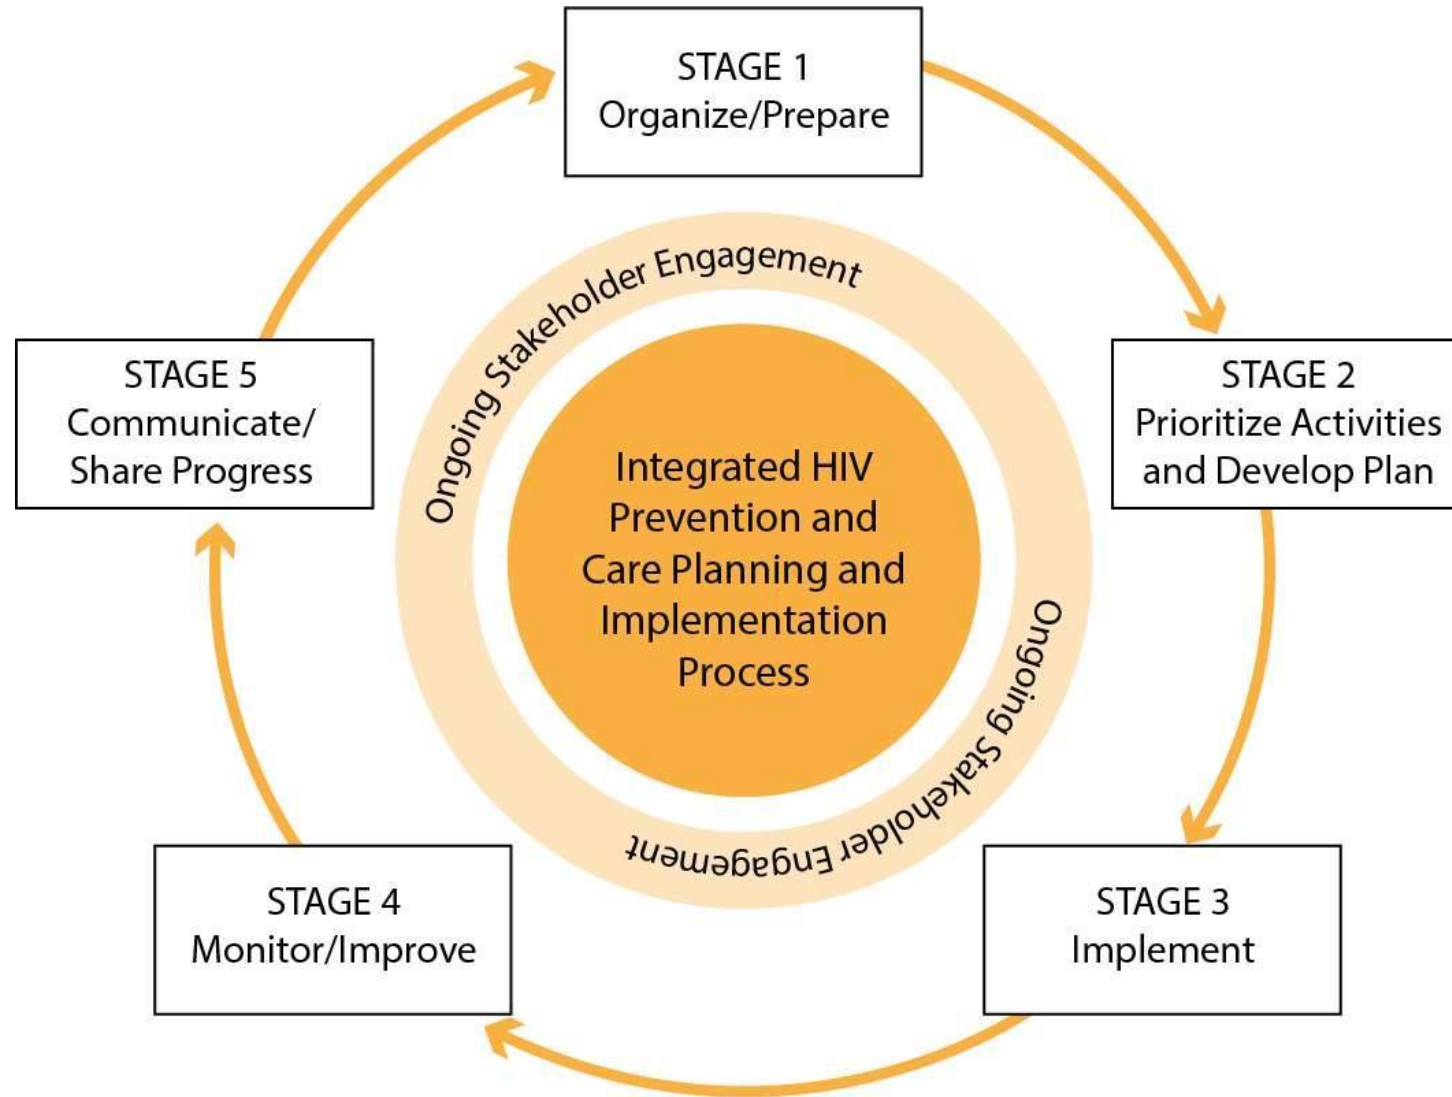 STAGE 1
Organize/Prepare
STAGE 2
Prioritize Activities
and Develop Plan
STAGE 3
Implement
STAGE 4
Monitor/Improve
STAGE 5
Communicate/
Share Progress
Ongoing Stakeholder Engagement
Integrated HIV
Prevention and
Care Planning and
Implementation
Process
Ongoing Stakeholder Engagement